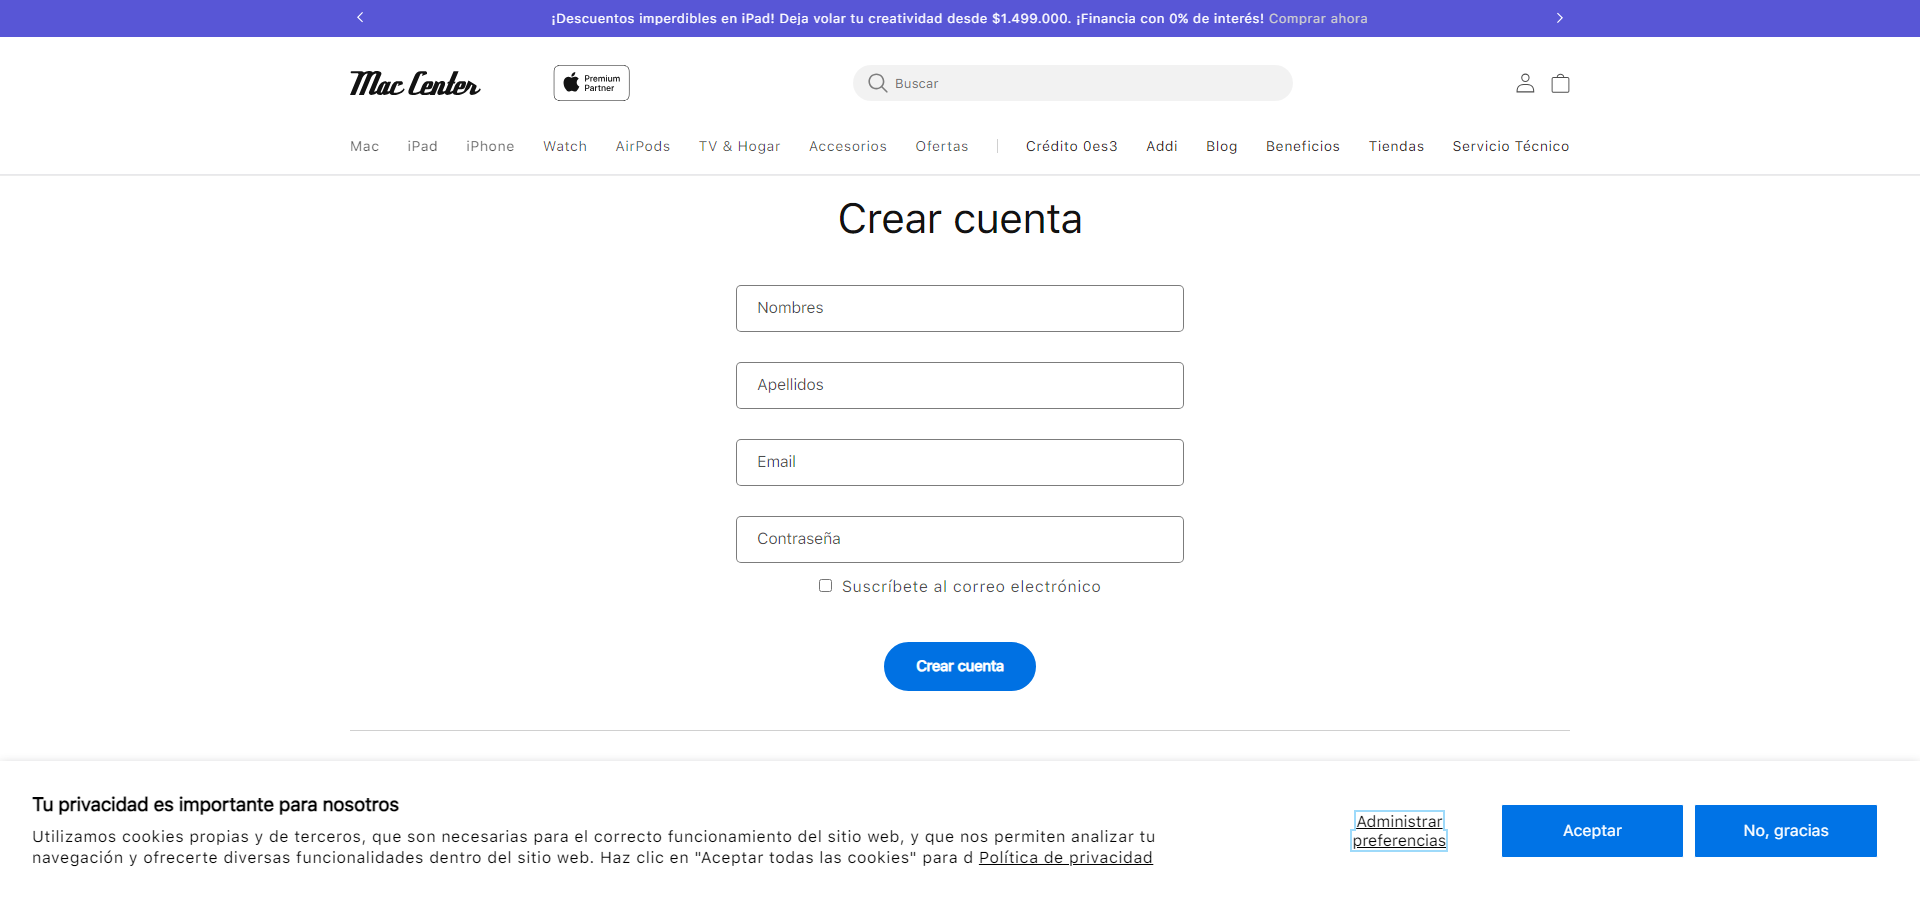 ¡Descuentos imperdibles en iPad! Deja volar tu creatividad desde $1.499.000. ¡Financia con 0% de interés! Comprar ahora
Mac Center
Premium
Partner
Buscar
Mac iPad iPhone Watch AirPods TV & Hogar Accesorios Ofertas Crédito 0es3 Addi Blog Beneficios Tiendas Servicio Técnico
Crear cuenta
Nombres
Apellidos
Email
Contraseña
Suscríbete al correo electrónico
Crear cuenta
Tu privacidad es importante para nosotros
Utilizamos cookies propias y de terceros, que son necesarias para el correcto funcionamiento del sitio web, y que nos permiten analizar tu
navegación y ofrecerte diversas funcionalidades dentro del sitio web. Haz clic en "Aceptar todas las cookies" para d Política de privacidad
Administrar
preferencias
Aceptar
No, gracias